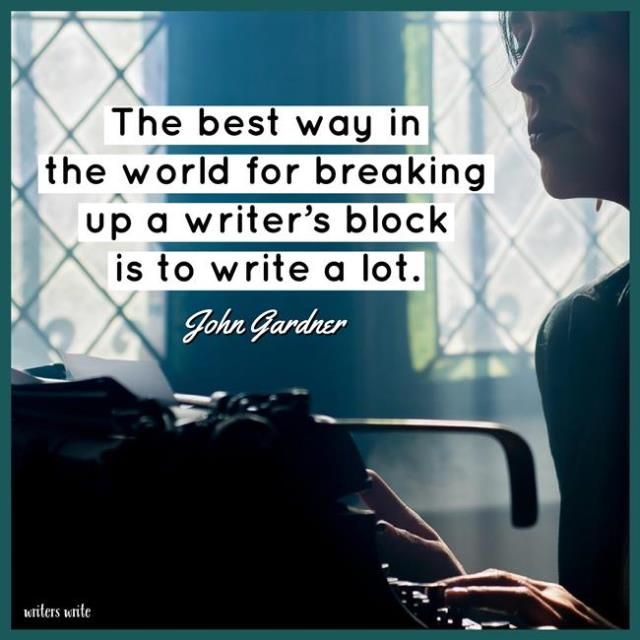 The best way in
the world for breaking
up a writer's block
is to write a lot.
John Gardner
writers write